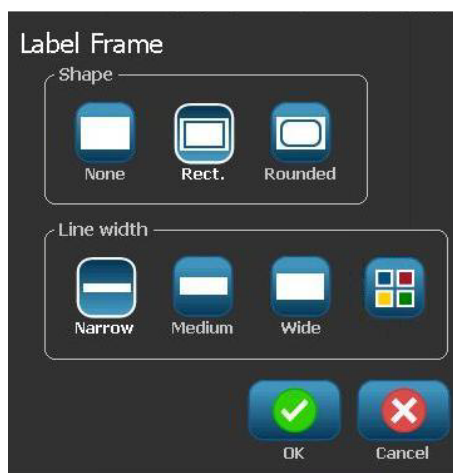 Label Frame
Shape
None Rect. Rounded
Line width
Narrow Medium Wide
OK Cancel